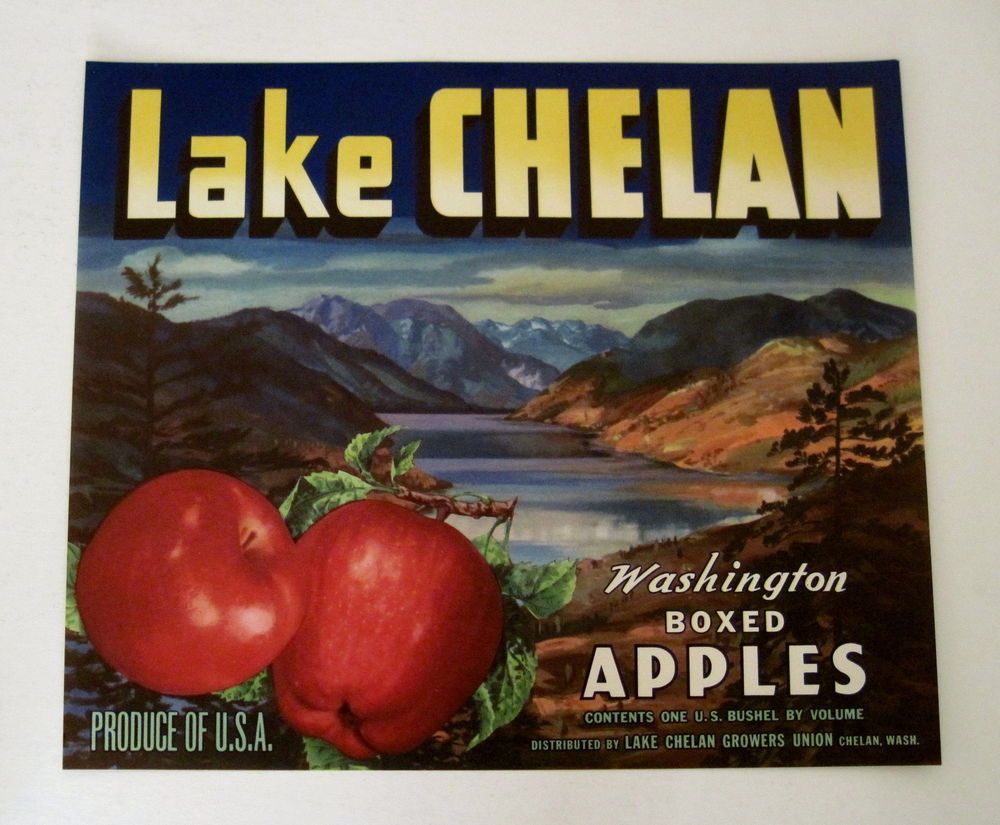 Lake CHELAN
Washington
BOXED
APPLES
CONTENTS ONE U.S. BUSHEL BY VOLUME
DISTRIBUTED BY LAKE CHELAN GROWERS UNION CHELAN, WASH.
PRODUCE OF U.S.A.